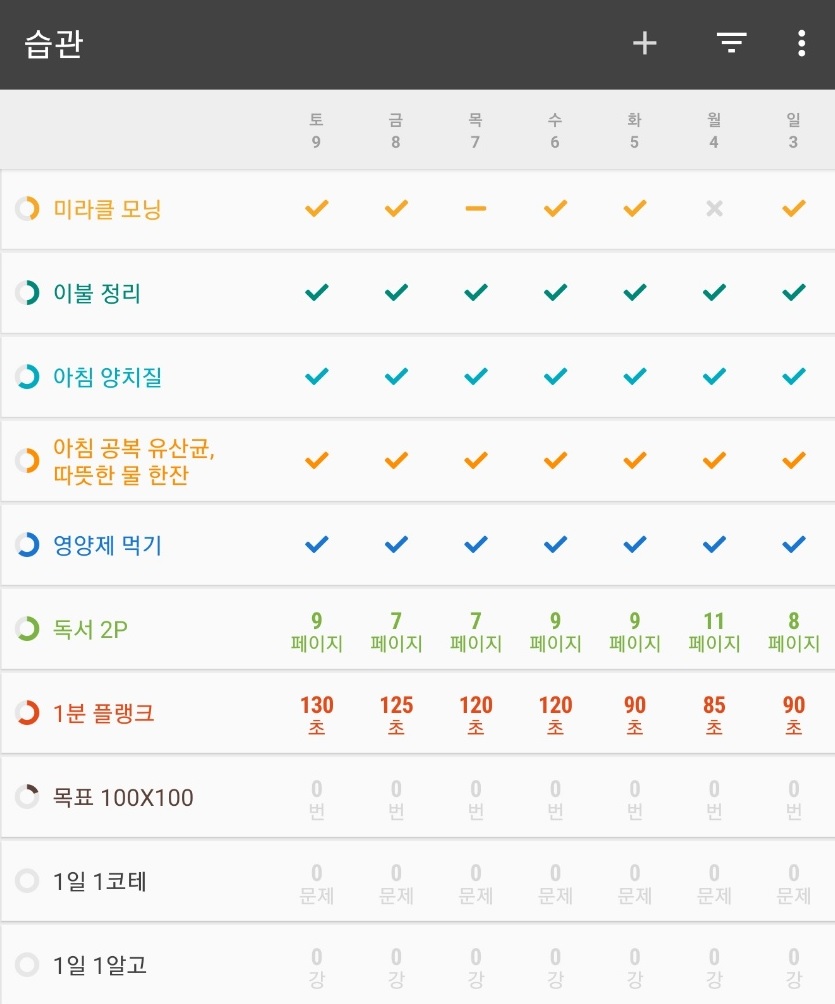 습관
토 금 목 수 화 월 일
9 8 7 6 5 4 3
미라클 모닝
이불 정리
아침 양치질
아침 공복 유산균,
따뜻한 물 한잔
영양제 먹기
독서 2P
9 7 7 9 9 11 8
페이지 페이지 페이지 페이지 페이지 페이지 페이지
1분 플랭크
130 125 120 120 90 85 90
초 초 초 초 초 초 초
목표 100X100
0 0 0 0 0 0 0
번 번 번 번 번 번 번
1일 1코테
0 0 0 0 0 0 0
문제 문제 문제 문제 문제 문제 문제
1일 1알고
0 0 0 0 0 0 0
강 강 강 강 강 강 강